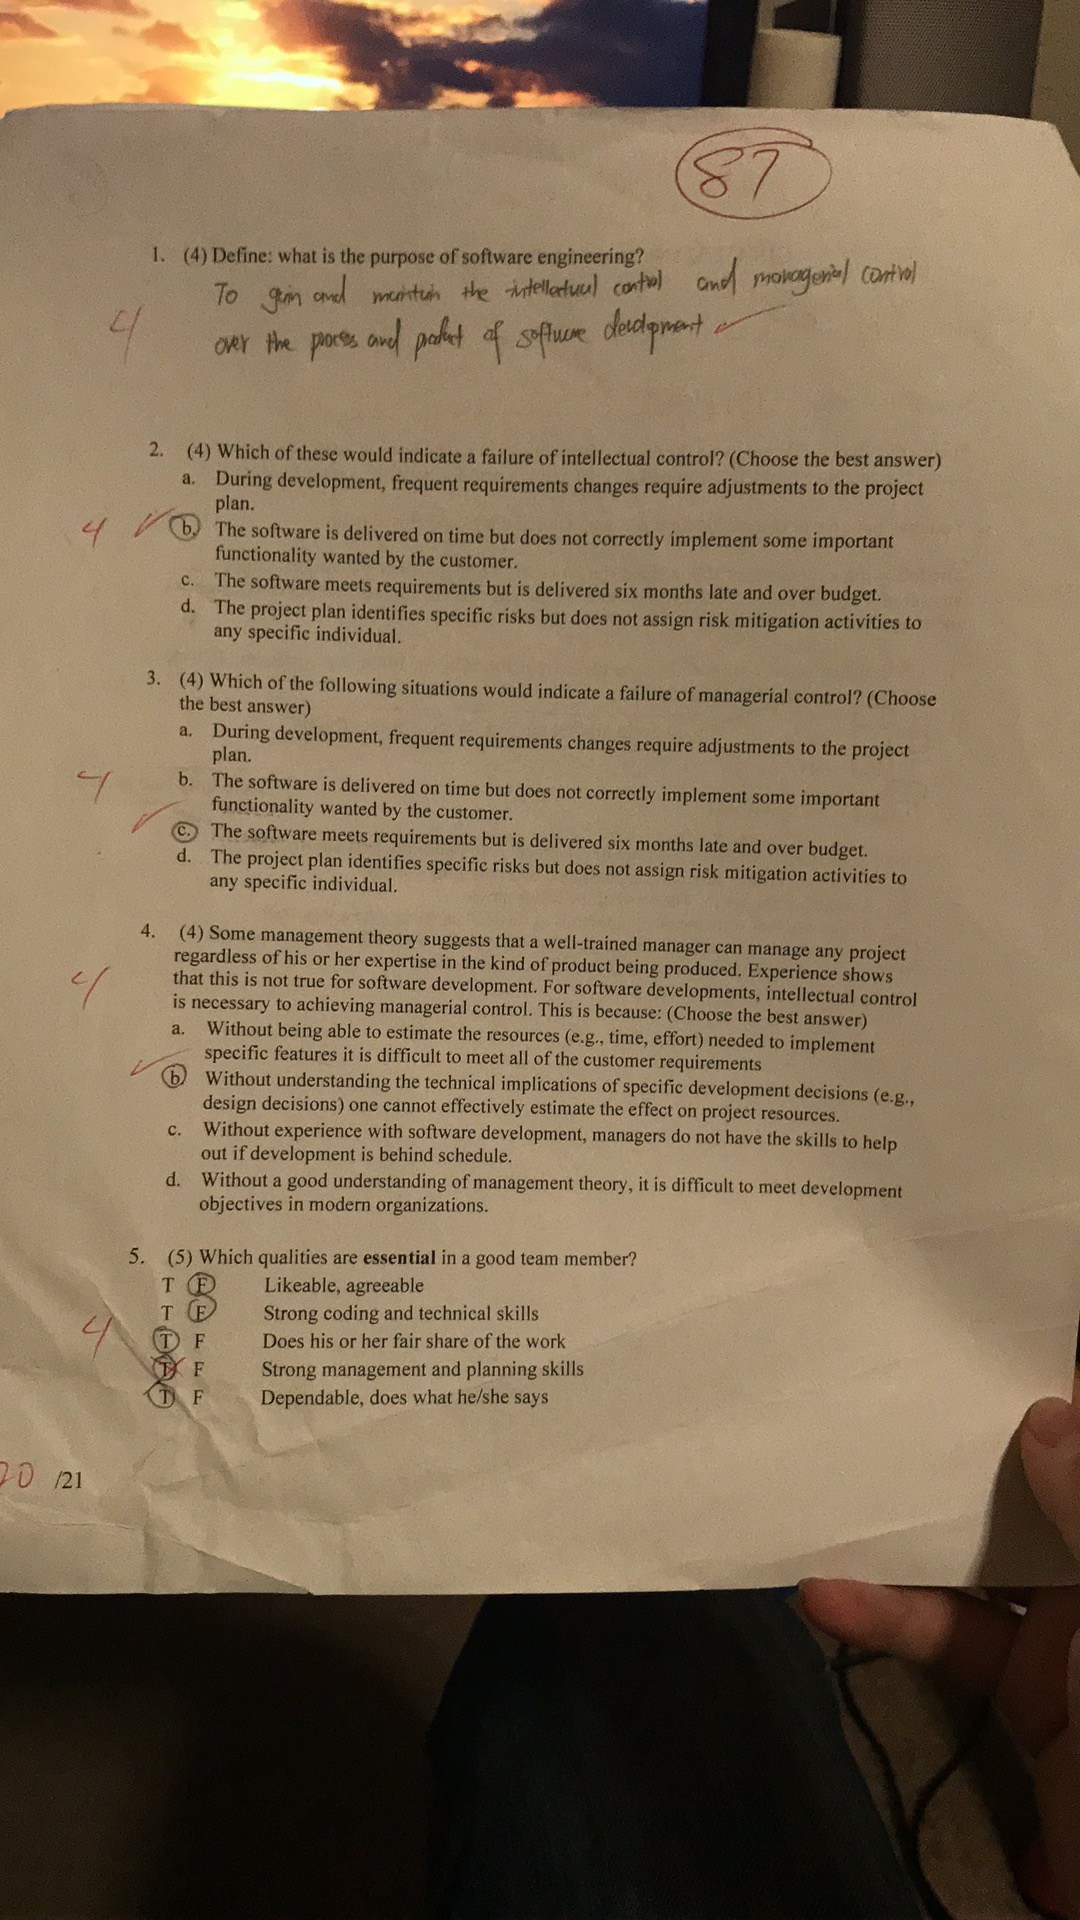 87
1. (4) Define: what is the purpose of software engineering?
To gain and maintain the intellectual control and managerial control
over the process and product of software development
4
2. (4) Which of these would indicate a failure of intellectual control? (Choose the best answer)
a. During development, frequent requirements changes require adjustments to the project
plan.
4 b. The software is delivered on time but does not correctly implement some important
functionality wanted by the customer.
c. The software meets requirements but is delivered six months late and over budget.
d. The project plan identifies specific risks but does not assign risk mitigation activities to
any specific individual.
3. (4) Which of the following situations would indicate a failure of managerial control? (Choose
the best answer)
a. During development, frequent requirements changes require adjustments to the project
plan.
4 b. The software is delivered on time but does not correctly implement some important
functionality wanted by the customer.
c. The software meets requirements but is delivered six months late and over budget.
d. The project plan identifies specific risks but does not assign risk mitigation activities to
any specific individual.
4. (4) Some management theory suggests that a well-trained manager can manage any project
regardless of his or her expertise in the kind of product being produced. Experience shows
4 that this is not true for software development. For software developments, intellectual control
is necessary to achieving managerial control. This is because: (Choose the best answer)
a. Without being able to estimate the resources (e.g., time, effort) needed to implement
specific features it is difficult to meet all of the customer requirements
b Without understanding the technical implications of specific development decisions (e.g.,
design decisions) one cannot effectively estimate the effect on project resources.
c. Without experience with software development, managers do not have the skills to help
out if development is behind schedule.
d. Without a good understanding of management theory, it is difficult to meet development
objectives in modern organizations.
5. (5) Which qualities are essential in a good team member?
T F Likeable, agreeable
T F Strong coding and technical skills
4 T F Does his or her fair share of the work
T F Strong management and planning skills
T F Dependable, does what he/she says
20 /21